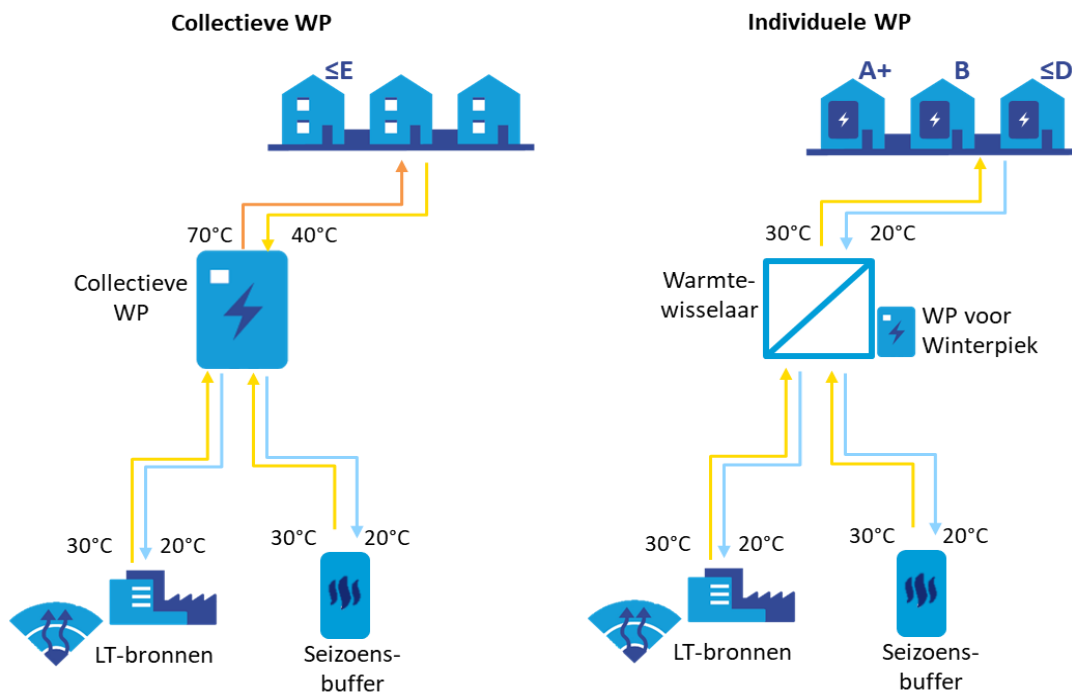 Collectieve WP
≤E
70°C
40°C
Collectieve
WP
30°C
20°C
30°C
20°C
LT-bronnen
Seizoens-
buffer
Individuele WP
A+
B
≤D
30°C
20°C
Warmte-
wisselaar
WP voor
Winterpiek
30°C
20°C
30°C
20°C
LT-bronnen
Seizoens-
buffer